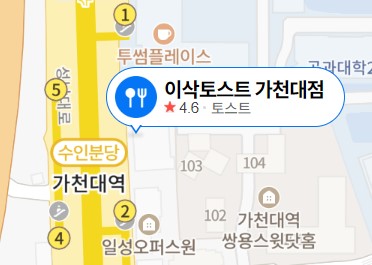 1
투썸플레이스
공과대학2
5
성남대로
이삭토스트 가천대점
★4.6 · 토스트
수인분당
가천대역
103
104
102
2
4
일성오퍼스원
가천대역
쌍용스윗닷홈